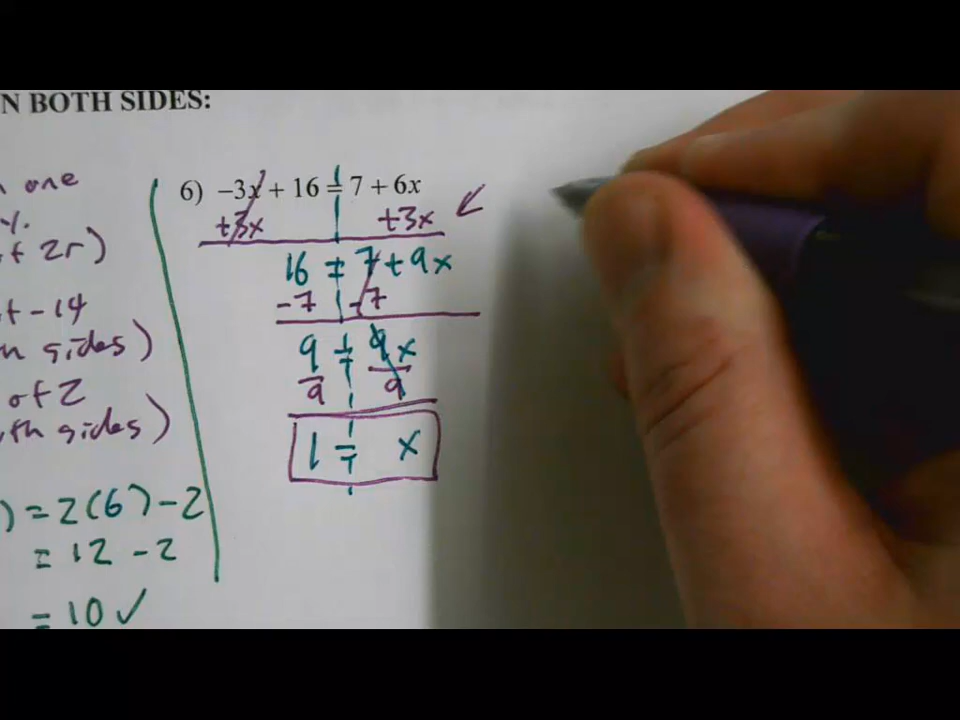 N BOTH SIDES:
one
of 2r)
-14
sides)
of 2
sides)
) = 2(6) - 2
= 12 - 2
= 10 ✓
6) −3x + 16 = 7 + 6x
+3x +3x
16 = 7 + 9x
-7 -7
9 = 9x
9 9
1 = x